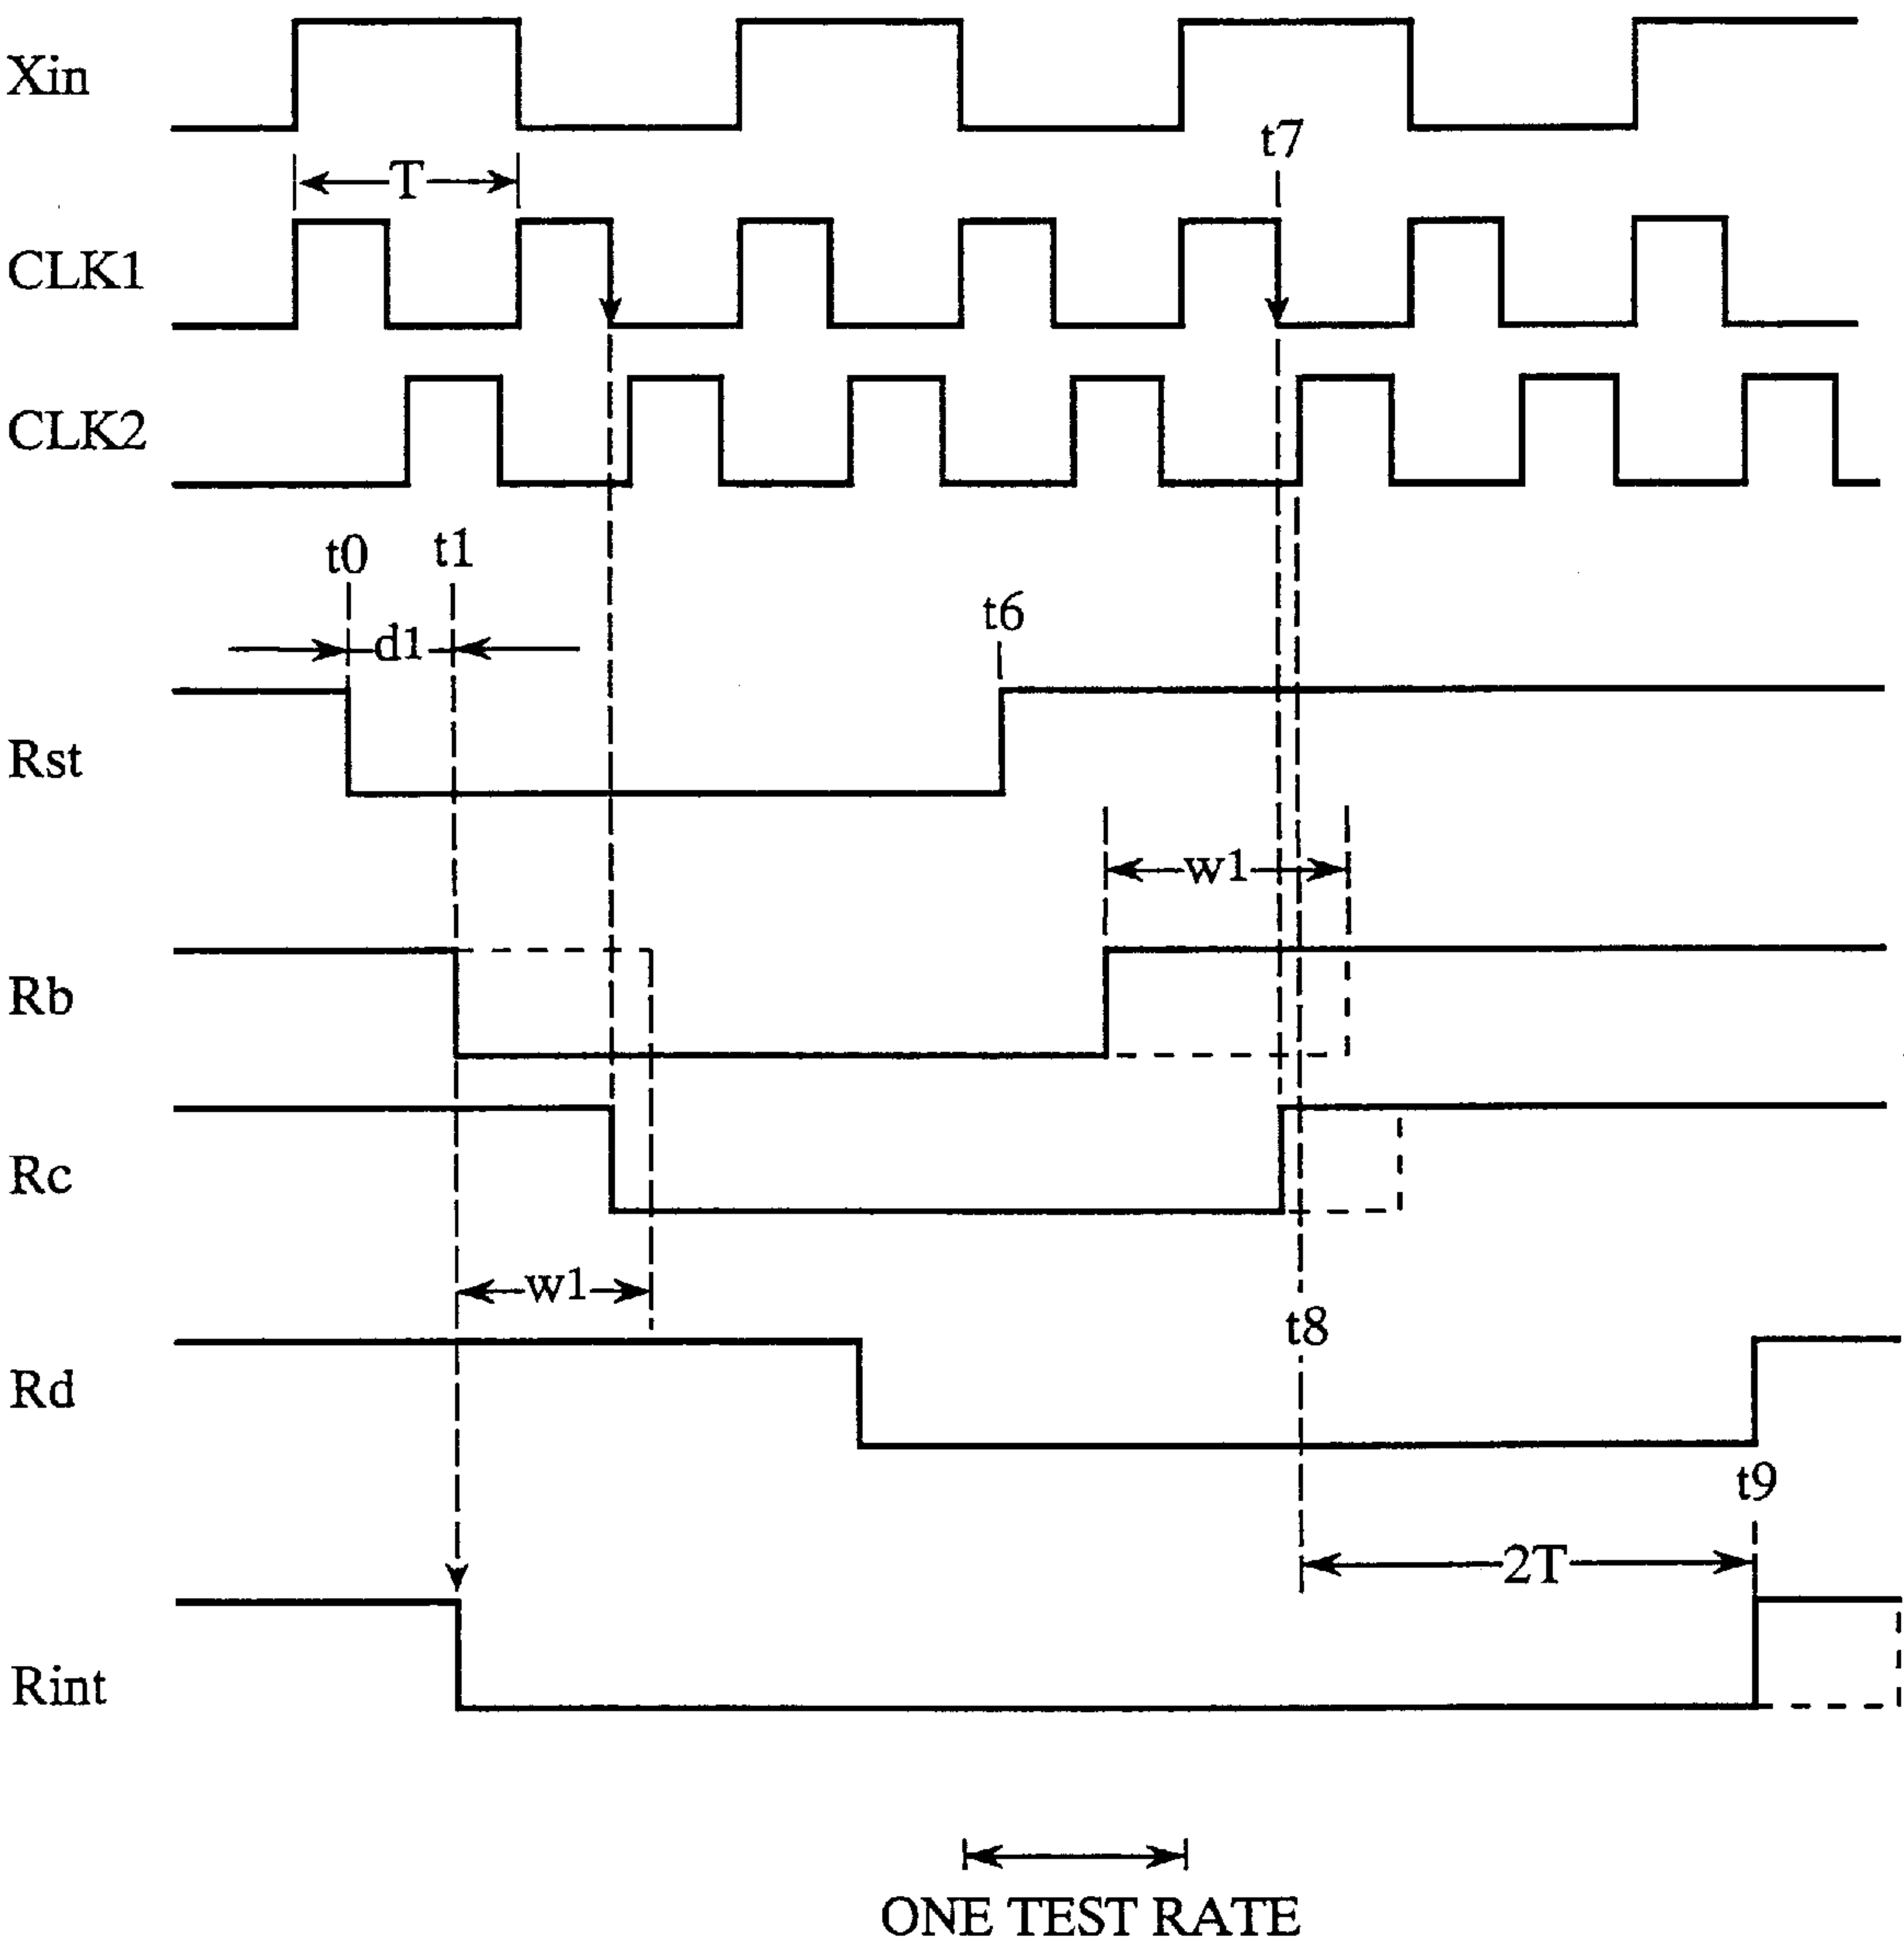 Xin
t7
T
CLK1
CLK2
t0
t1
t6
d1
Rst
w1
Rb
Rc
w1
t8
Rd
t9
2T
Rint
ONE TEST RATE